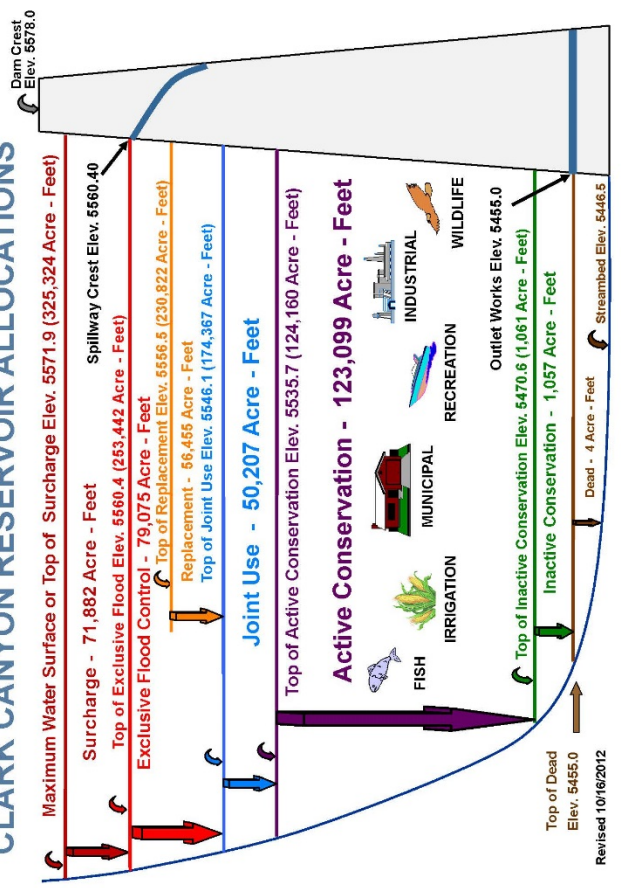 CLARK CANYON RESERVOIR ALLOCATIONS
Dam Crest
Elev. 5578.0
Maximum Water Surface or Top of Surcharge Elev. 5571.9 (325,324 Acre - Feet)
Surcharge - 71,882 Acre - Feet
Spillway Crest Elev. 5560.40
Top of Exclusive Flood Elev. 5560.4 (253,442 Acre - Feet)
Exclusive Flood Control - 79,075 Acre - Feet
Top of Replacement Elev. 5556.5 (230,822 Acre - Feet)
Replacement - 56,455 Acre - Feet
Top of Joint Use Elev. 5546.1 (174,367 Acre - Feet)
Joint Use - 50,207 Acre - Feet
Top of Active Conservation Elev. 5535.7 (124,160 Acre - Feet)
Active Conservation - 123,099 Acre - Feet
FISH
IRRIGATION
MUNICIPAL
RECREATION
INDUSTRIAL
WILDLIFE
Outlet Works Elev. 5455.0
Top of Inactive Conservation Elev. 5470.6 (1,061 Acre - Feet)
Inactive Conservation - 1,057 Acre - Feet
Top of Dead
Elev. 5455.0
Dead - 4 Acre - Feet
Streambed Elev. 5446.5
Revised 10/16/2012